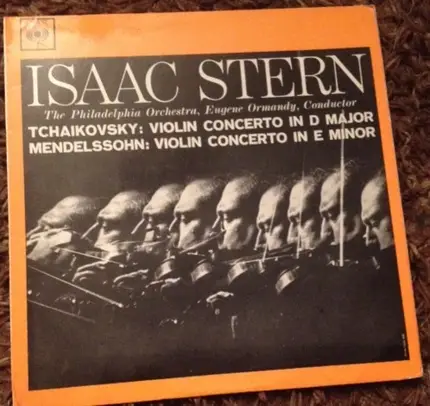 ISAAC STERN
The Philadelphia Orchestra, Eugene Ormandy, Conductor
TCHAIKOVSKY: VIOLIN CONCERTO IN D MAJOR
MENDELSSOHN: VIOLIN CONCERTO IN E MINOR